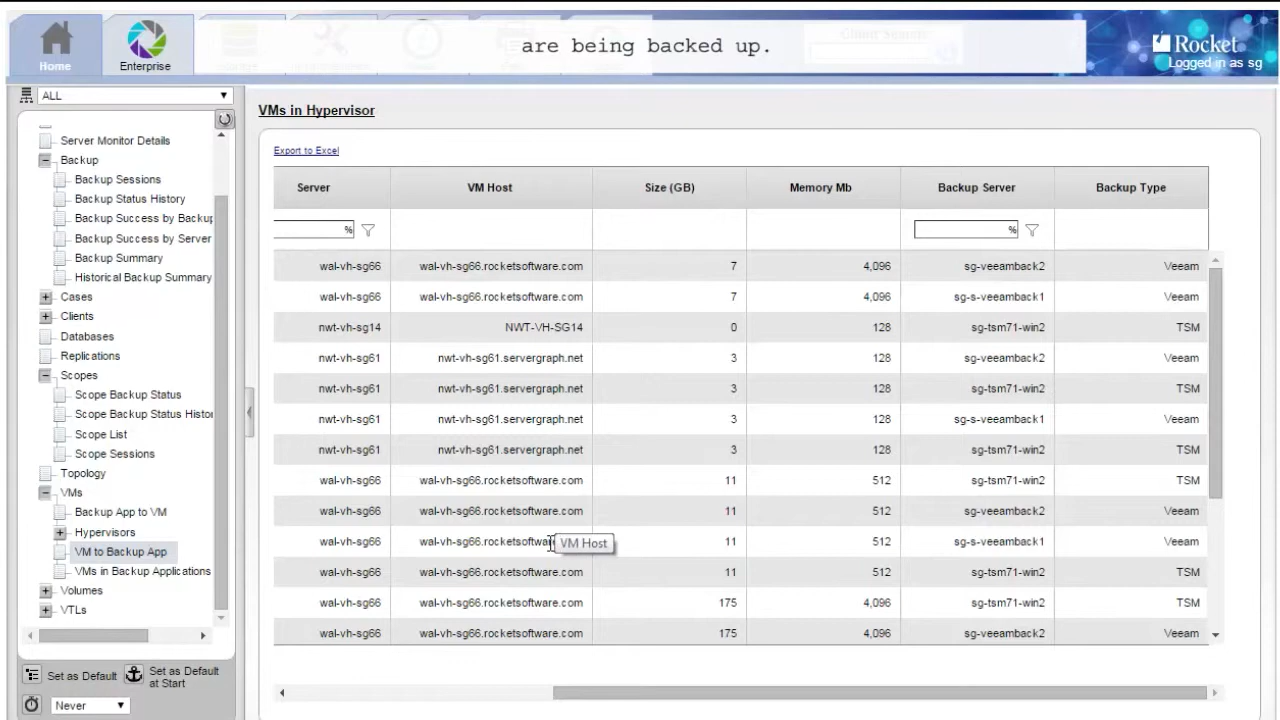 are being backed up.
Home
Enterprise
Rocket
Logged in as sg
ALL
Server Monitor Details
Backup
Backup Sessions
Backup Status History
Backup Success by Backup
Backup Success by Server
Backup Summary
Historical Backup Summary
Cases
Clients
Databases
Replications
Scopes
Scope Backup Status
Scope Backup Status Histo
Scope List
Scope Sessions
Topology
VMs
Backup App to VM
Hypervisors
VM to Backup App
VMs in Backup Applications
Volumes
VTLs
Set as Default
Set as Default at Start
Never
VMs in Hypervisor
Export to Excel
Server VM Host Size (GB) Memory Mb Backup Server Backup Type
% %
wal-vh-sg66 wal-vh-sg66.rocketsoftware.com 7 4,096 sg-veeamback2 Veeam
wal-vh-sg66 wal-vh-sg66.rocketsoftware.com 7 4,096 sg-s-veeamback1 Veeam
nwt-vh-sg14 NWT-VH-SG14 0 128 sg-tsm71-win2 TSM
nwt-vh-sg61 nwt-vh-sg61.servergraph.net 3 128 sg-veeamback2 Veeam
nwt-vh-sg61 nwt-vh-sg61.servergraph.net 3 128 sg-tsm71-win2 TSM
nwt-vh-sg61 nwt-vh-sg61.servergraph.net 3 128 sg-s-veeamback1 Veeam
nwt-vh-sg61 nwt-vh-sg61.servergraph.net 3 128 sg-tsm71-win2 TSM
wal-vh-sg66 wal-vh-sg66.rocketsoftware.com 11 512 sg-tsm71-win2 TSM
wal-vh-sg66 wal-vh-sg66.rocketsoftware.com 11 512 sg-veeamback2 Veeam
wal-vh-sg66 wal-vh-sg66.rocketsoftwa VM Host 11 512 sg-s-veeamback1 Veeam
wal-vh-sg66 wal-vh-sg66.rocketsoftware.com 11 512 sg-tsm71-win2 TSM
wal-vh-sg66 wal-vh-sg66.rocketsoftware.com 175 4,096 sg-tsm71-win2 TSM
wal-vh-sg66 wal-vh-sg66.rocketsoftware.com 175 4,096 sg-veeamback2 Veeam